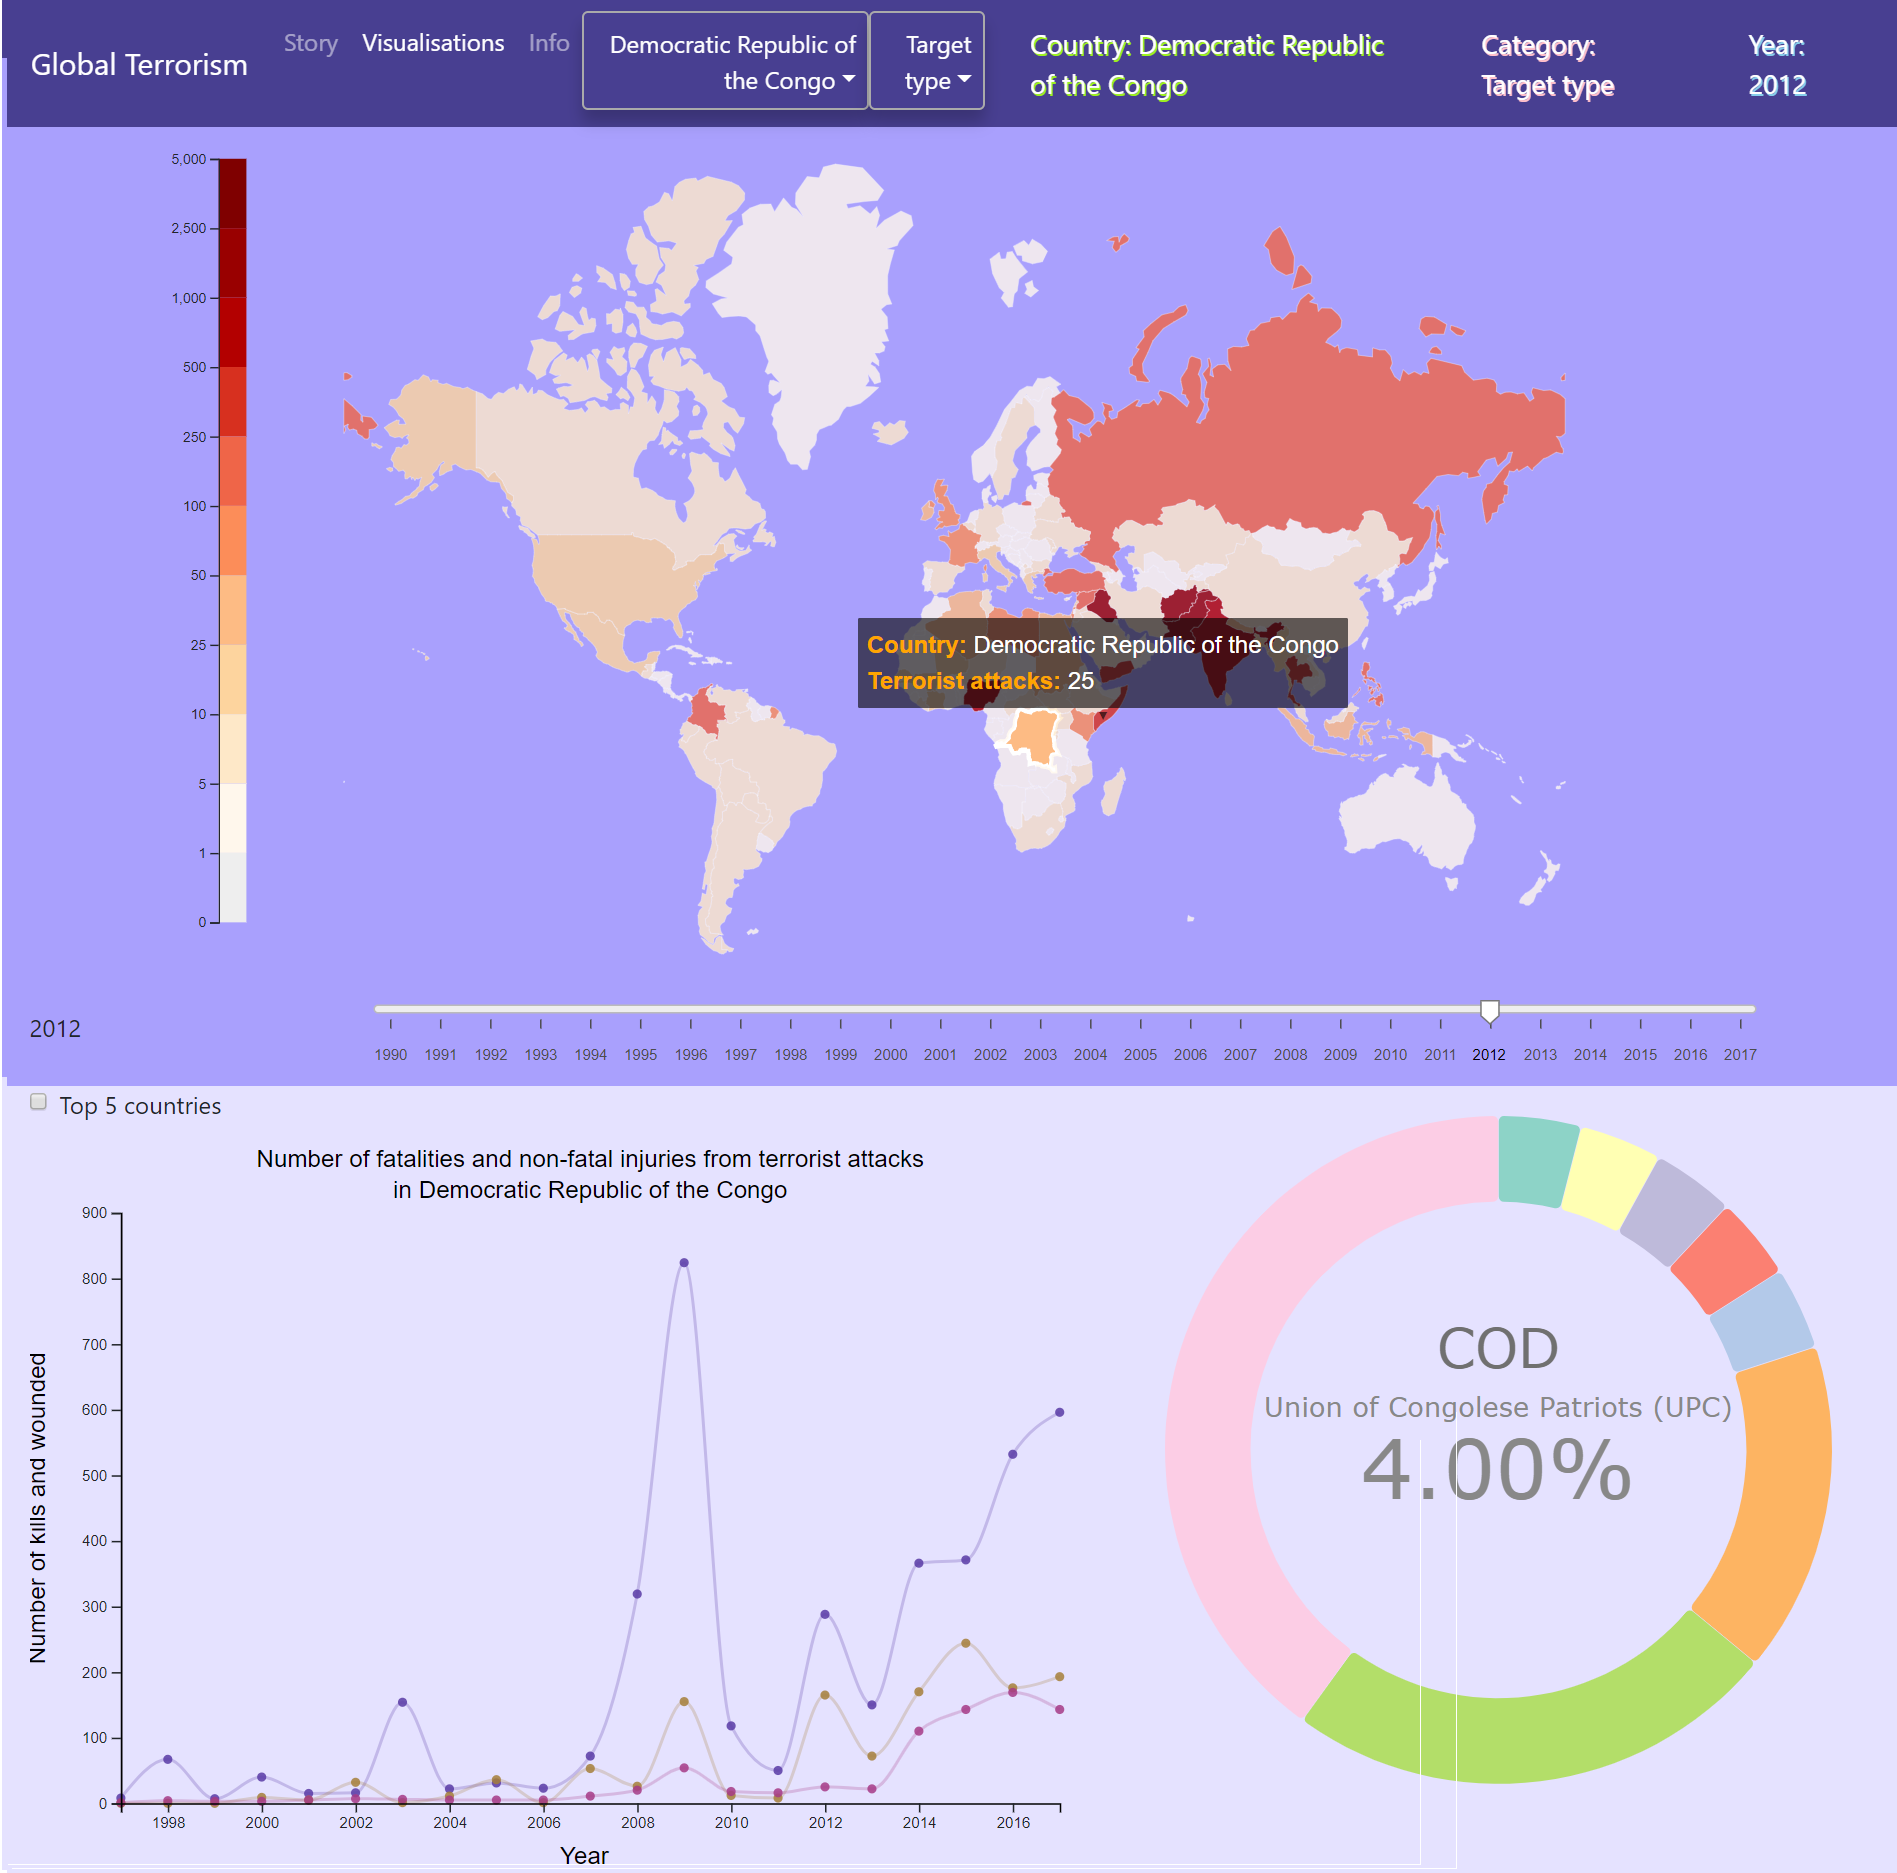 Global Terrorism
Story
Visualisations
Info
Democratic Republic of
the Congo
Target
type
Country: Democratic Republic
of the Congo
Category:
Target type
Year:
2012
5,000
2,500
1,000
500
250
100
50
25
10
5
1
0
Country: Democratic Republic of the Congo
Terrorist attacks: 25
2012
1990 1991 1992 1993 1994 1995 1996 1997 1998 1999 2000 2001 2002 2003 2004 2005 2006 2007 2008 2009 2010 2011 2012 2013 2014 2015 2016 2017
Top 5 countries
Number of fatalities and non-fatal injuries from terrorist attacks
in Democratic Republic of the Congo
Number of kills and wounded
900
800
700
600
500
400
300
200
100
0
1998 2000 2002 2004 2006 2008 2010 2012 2014 2016
Year
COD
Union of Congolese Patriots (UPC)
4.00%